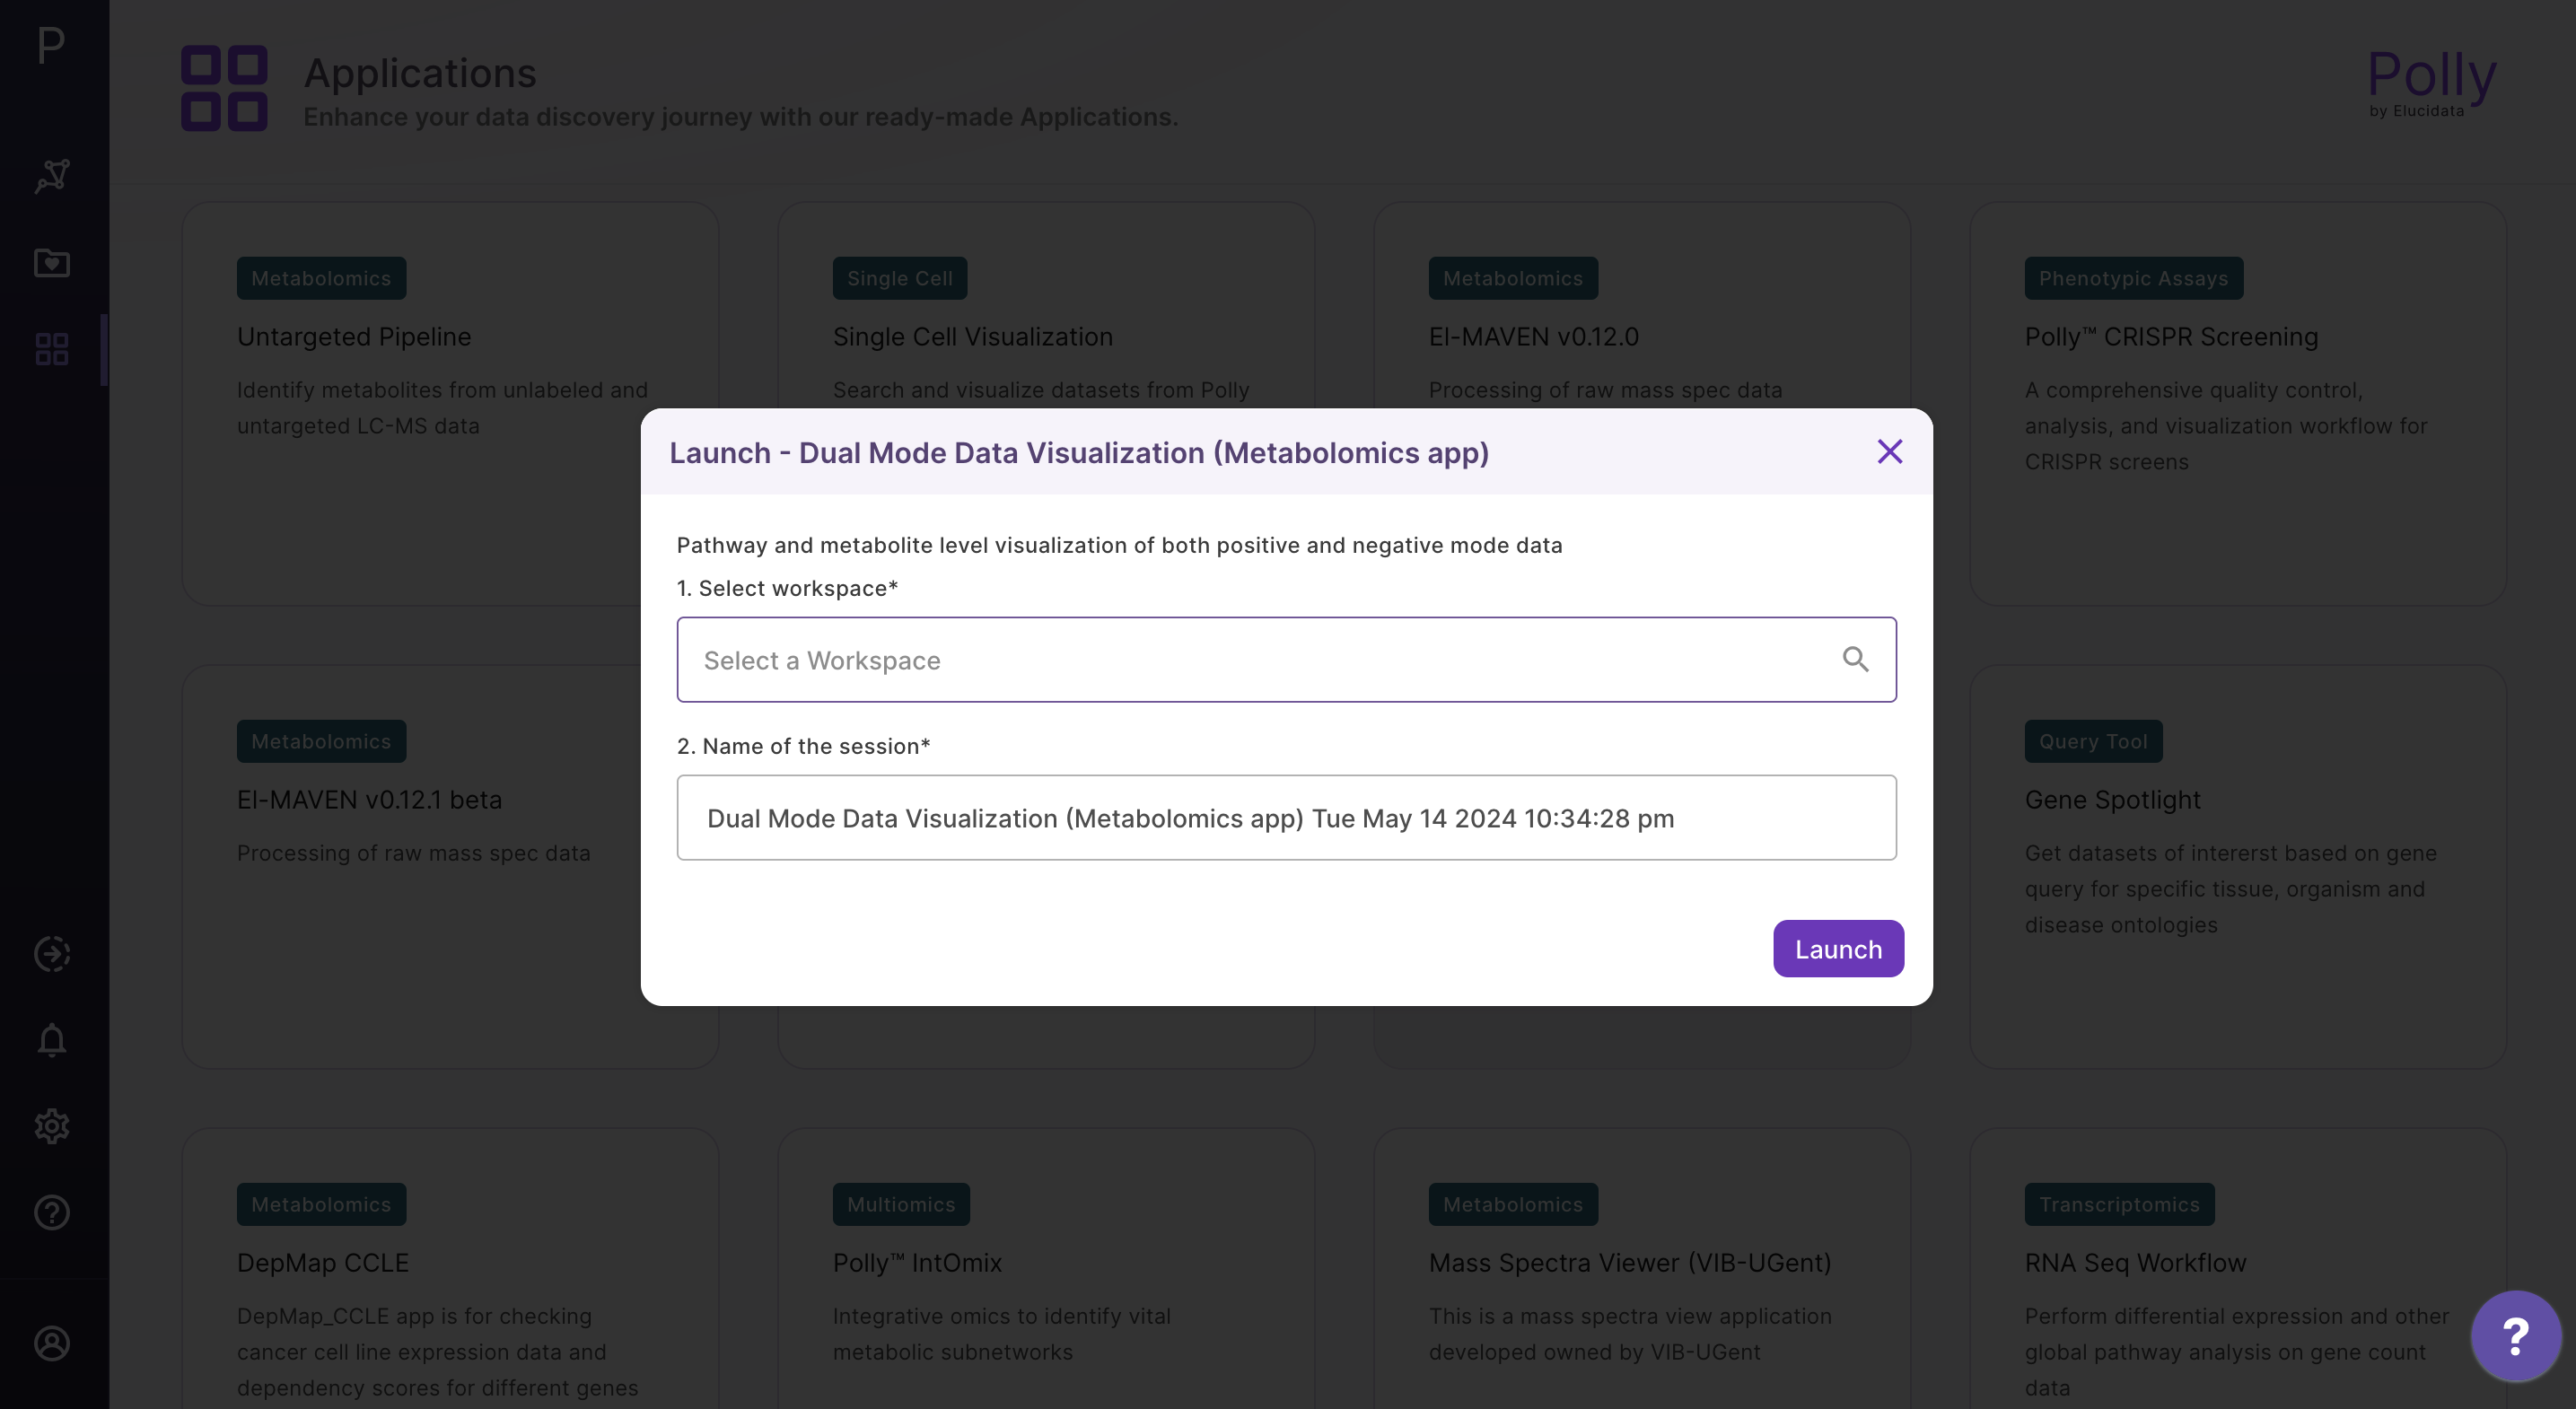 P
Applications
Enhance your data discovery journey with our ready-made Applications.
Polly
by Elucidata
Metabolomics
Untargeted Pipeline
Identify metabolites from unlabeled and
untargeted LC-MS data
Single Cell
Single Cell Visualization
Search and visualize datasets from Polly
Metabolomics
El-MAVEN v0.12.0
Processing of raw mass spec data
Phenotypic Assays
Polly™ CRISPR Screening
A comprehensive quality control,
analysis, and visualization workflow for
CRISPR screens
Launch - Dual Mode Data Visualization (Metabolomics app)
Pathway and metabolite level visualization of both positive and negative mode data
1. Select workspace*
Select a Workspace
2. Name of the session*
Dual Mode Data Visualization (Metabolomics app) Tue May 14 2024 10:34:28 pm
Launch
Metabolomics
El-MAVEN v0.12.1 beta
Processing of raw mass spec data
Query Tool
Gene Spotlight
Get datasets of intererst based on gene
query for specific tissue, organism and
disease ontologies
Metabolomics
DepMap CCLE
DepMap_CCLE app is for checking
cancer cell line expression data and
dependency scores for different genes
Multiomics
Polly™ IntOmix
Integrative omics to identify vital
metabolic subnetworks
Metabolomics
Mass Spectra Viewer (VIB-UGent)
This is a mass spectra view application
developed owned by VIB-UGent
Transcriptomics
RNA Seq Workflow
Perform differential expression and other
global pathway analysis on gene count
data
?